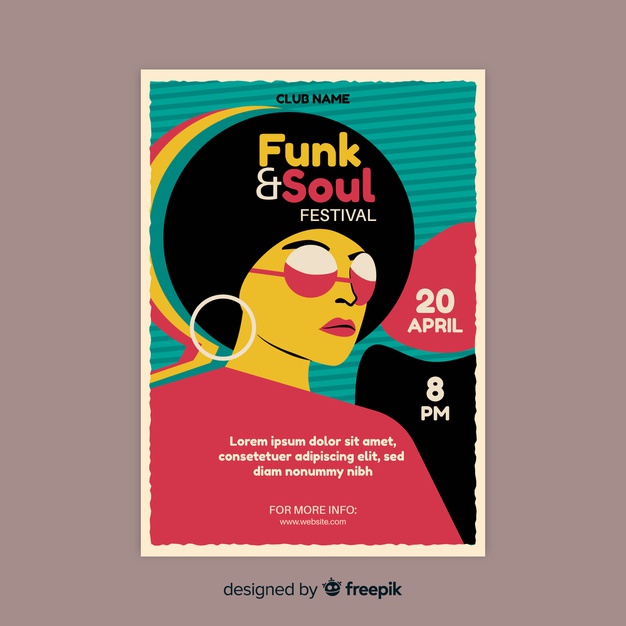 CLUB NAME
Funk
&Soul
FESTIVAL
20
APRIL
8
PM
Lorem ipsum dolor sit amet,
consetetuer adipiscing elit, sed
diam nonummy nibh
FOR MORE INFO:
www.website.com
designed by freepik